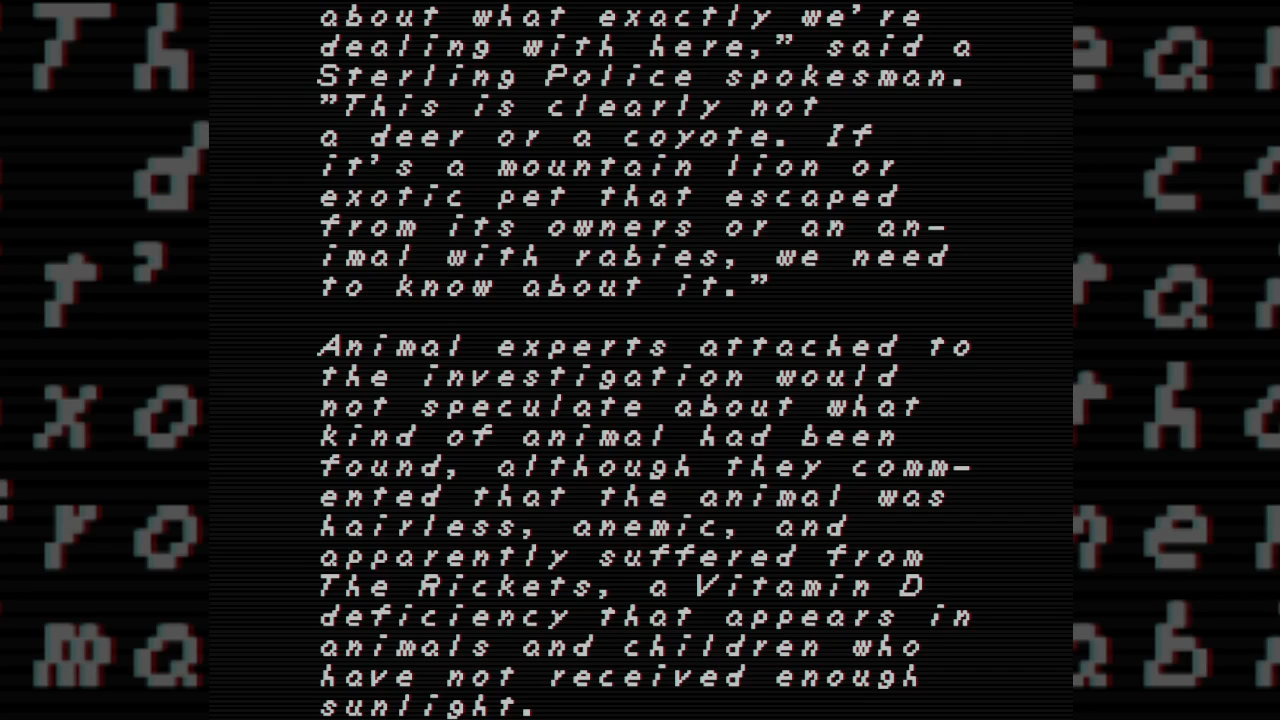 about what exactly we're
dealing with here," said a
Sterling Police spokesman.
"This is clearly not
a deer or a coyote. If
it's a mountain lion or
exotic pet that escaped
from its owners or an an-
imal with rabies, we need
to know about it."
Animal experts attached to
the investigation would
not speculate about what
kind of animal had been
found, although they comm-
ented that the animal was
hairless, anemic, and
apparently suffered from
The Rickets, a Vitamin D
deficiency that appears in
animals and children who
have not received enough
sunlight.